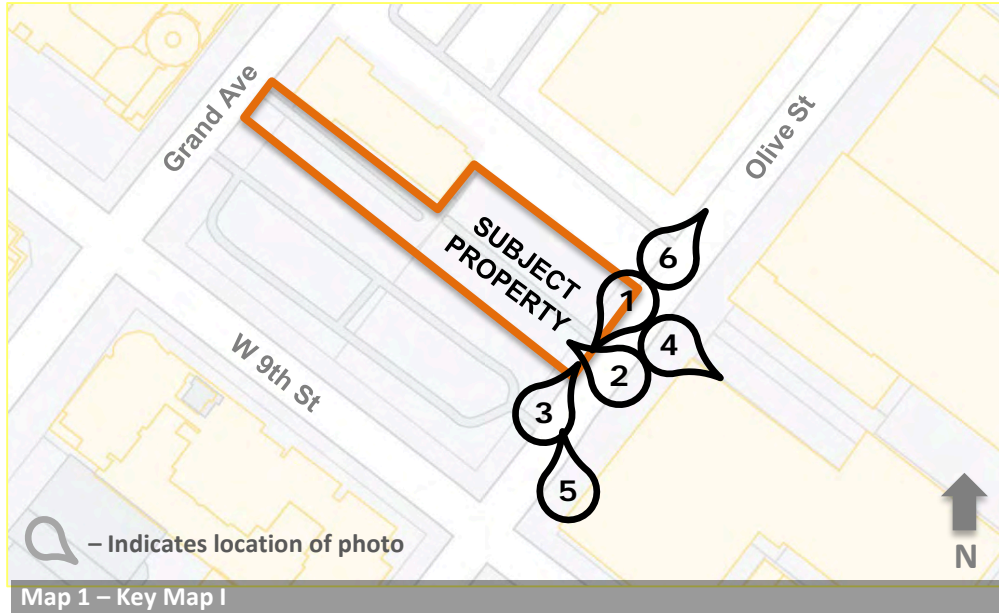 Grand Ave
Olive St
SUBJECT
PROPERTY
6
1
4
2
3
5
W 9th St
– Indicates location of photo
N
Map 1 – Key Map I